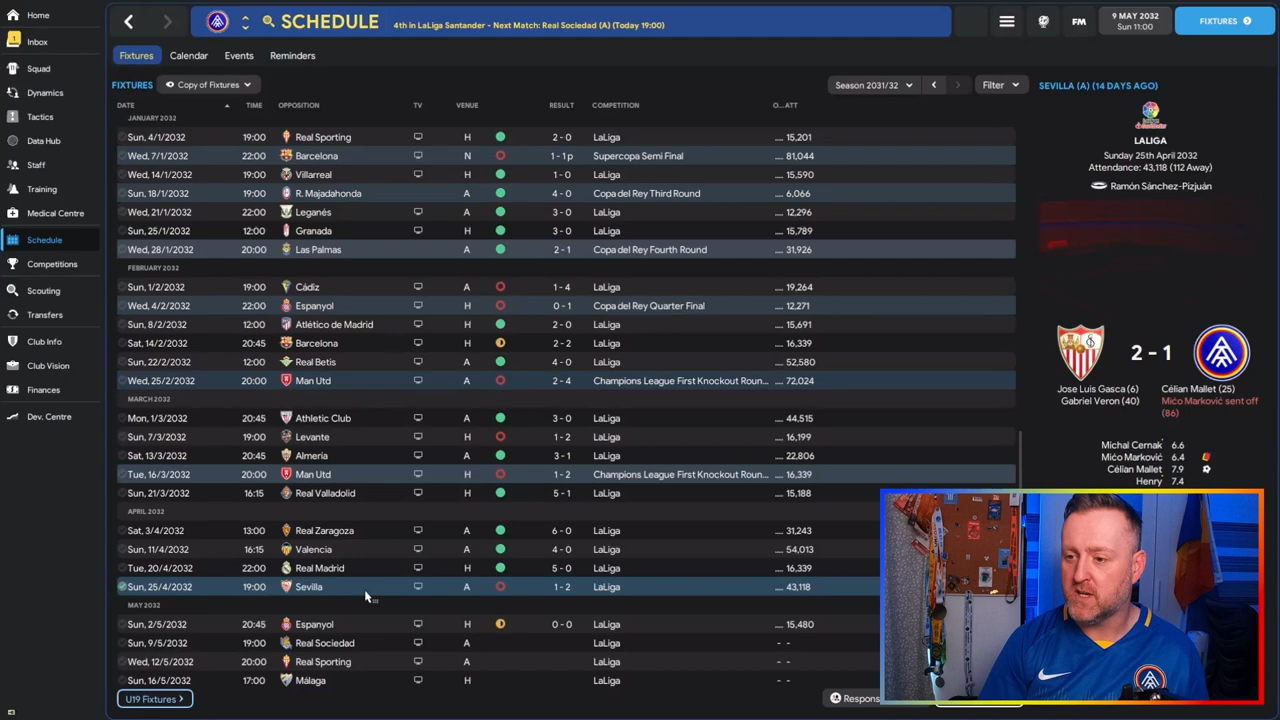 Home
Inbox
Squad
Dynamics
Tactics
Data Hub
Staff
Training
Medical Centre
Schedule
Competitions
Scouting
Transfers
Club Info
Club Vision
Finances
Dev. Centre
SCHEDULE 4th in LaLiga Santander - Next Match: Real Sociedad (A) (Today 19:00)
FM
9 MAY 2032
Sun 11:00
FIXTURES
Fixtures Calendar Events Reminders
FIXTURES Copy of Fixtures Season 2031/32 Filter
DATE TIME OPPOSITION TV VENUE RESULT COMPETITION O...ATT
JANUARY 2032
Sun, 4/1/2032 19:00 Real Sporting H 2 - 0 LaLiga .... 15,201
Wed, 7/1/2032 22:00 Barcelona N 1 - 1 p Supercopa Semi Final .... 81,044
Wed, 14/1/2032 19:00 Villarreal H 1 - 0 LaLiga .... 15,590
Sun, 18/1/2032 19:00 R. Majadahonda A 4 - 0 Copa del Rey Third Round .... 6,066
Wed, 21/1/2032 22:00 Leganés A 3 - 0 LaLiga .... 12,296
Sun, 25/1/2032 12:00 Granada H 3 - 0 LaLiga .... 15,789
Wed, 28/1/2032 20:00 Las Palmas A 2 - 1 Copa del Rey Fourth Round .... 31,926
FEBRUARY 2032
Sun, 1/2/2032 19:00 Cádiz A 1 - 4 LaLiga .... 19,264
Wed, 4/2/2032 22:00 Espanyol H 0 - 1 Copa del Rey Quarter Final .... 12,271
Sun, 8/2/2032 12:00 Atlético de Madrid H 2 - 0 LaLiga .... 15,691
Sat, 14/2/2032 20:45 Barcelona H 2 - 2 LaLiga .... 16,339
Sun, 22/2/2032 12:00 Real Betis A 4 - 0 LaLiga .... 52,580
Wed, 25/2/2032 20:00 Man Utd A 2 - 4 Champions League First Knockout Roun... .... 72,024
MARCH 2032
Mon, 1/3/2032 20:45 Athletic Club A 3 - 0 LaLiga .... 44,515
Sun, 7/3/2032 19:00 Levante H 1 - 2 LaLiga .... 16,199
Sat, 13/3/2032 20:45 Almería A 3 - 1 LaLiga .... 22,806
Tue, 16/3/2032 20:00 Man Utd H 1 - 2 Champions League First Knockout Roun... .... 16,339
Sun, 21/3/2032 16:15 Real Valladolid H 5 - 1 LaLiga .... 15,188
APRIL 2032
Sat, 3/4/2032 13:00 Real Zaragoza A 6 - 0 LaLiga .... 31,243
Sun, 11/4/2032 16:15 Valencia A 4 - 0 LaLiga .... 54,013
Tue, 20/4/2032 22:00 Real Madrid H 5 - 0 LaLiga .... 16,339
Sun, 25/4/2032 19:00 Sevilla A 1 - 2 LaLiga .... 43,118
MAY 2032
Sun, 2/5/2032 20:45 Espanyol H 0 - 0 LaLiga .... 15,480
Sun, 9/5/2032 19:00 Real Sociedad A LaLiga - -
Wed, 12/5/2032 20:00 Real Sporting A LaLiga - -
Sun, 16/5/2032 17:00 Málaga H LaLiga - -
U19 Fixtures Respons
SEVILLA (A) (14 DAYS AGO)
LALIGA
Sunday 25th April 2032
Attendance: 43,118 (112 Away)
Ramón Sánchez-Pizjuán
2 - 1
Jose Luis Gasca (6)
Gabriel Veron (40)
Célian Mallet (25)
Mićo Marković sent off
(86)
Michal Cernak 6.6
Mićo Marković 6.4
Célian Mallet 7.9
Henry 7.4